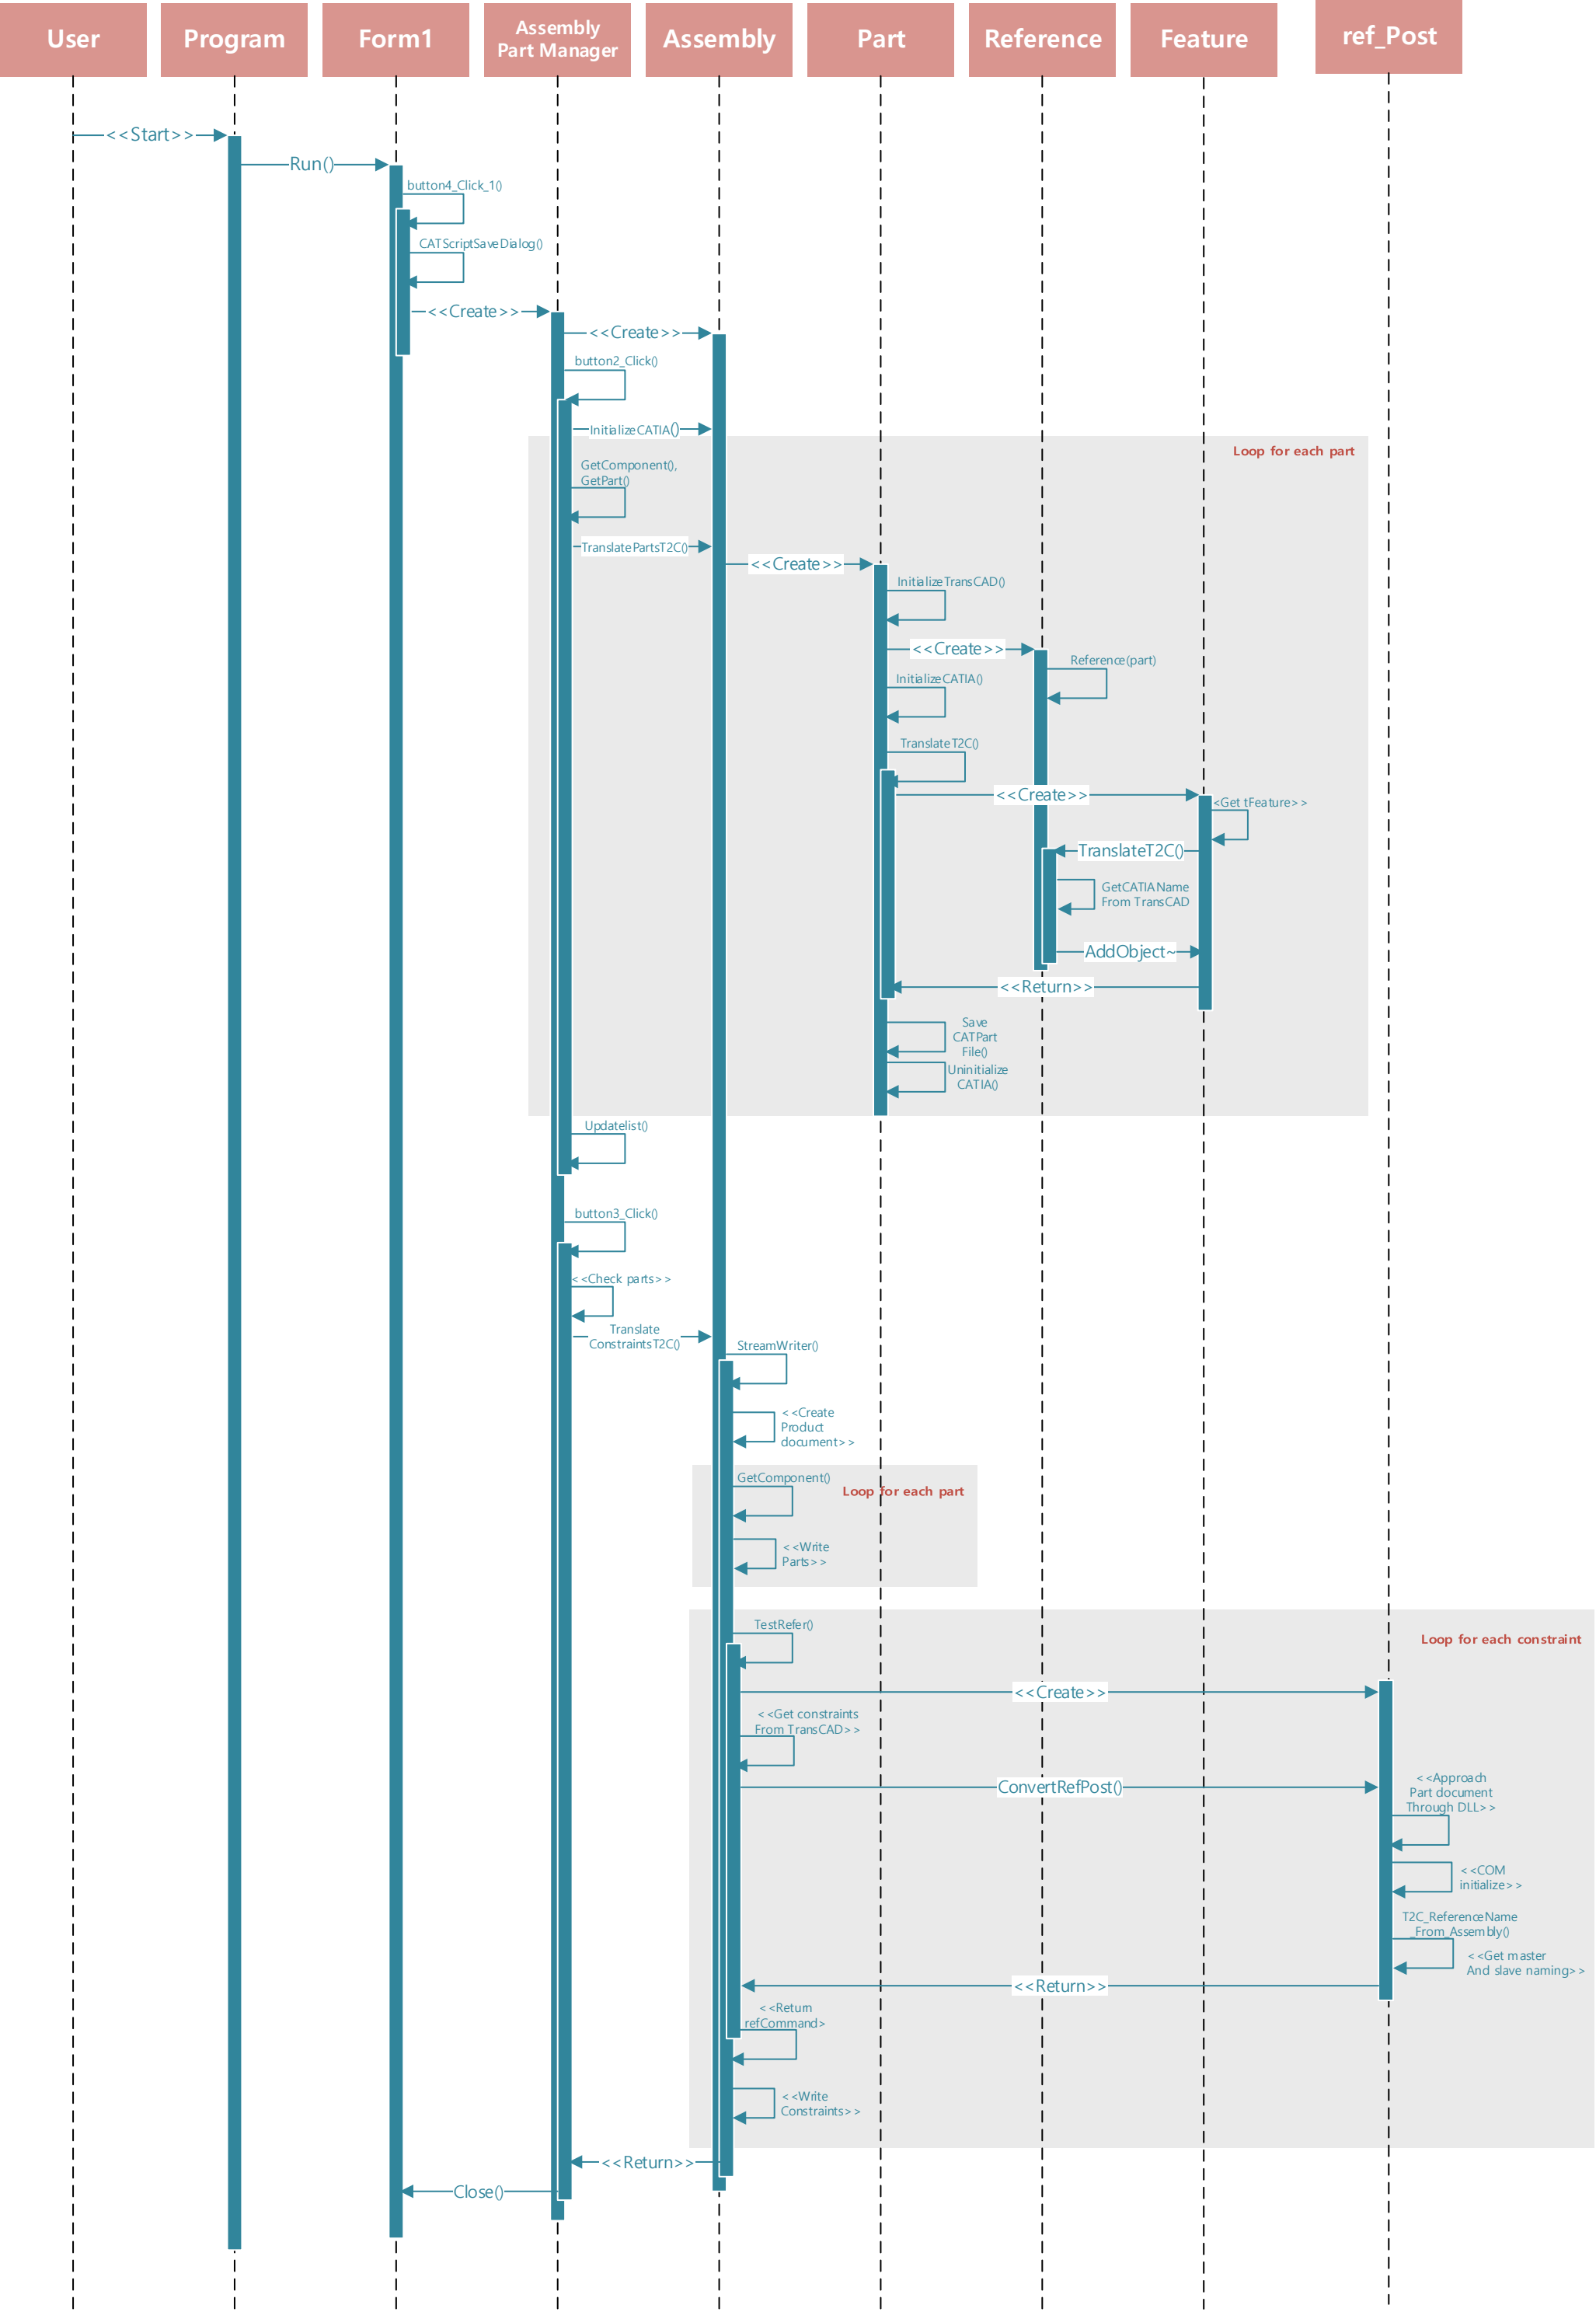 User
Program
Form1
Assembly
Part Manager
Assembly
Part
Reference
Feature
ref_Post
<<Start>>
Run()
button4_Click_1()
CATScriptSaveDialog()
<<Create>>
<<Create>>
button2_Click()
InitializeCATIA()
Loop for each part
GetComponent(),
GetPart()
TranslatePartsT2C()
<<Create>>
InitializeTransCAD()
<<Create>>
Reference(part)
InitializeCATIA()
TranslateT2C()
<<Create>>
<Get tFeature>>
TranslateT2C()
GetCATIAName
From TransCAD
AddObject~
<<Return>>
Save
CATPart
File()
Uninitialize
CATIA()
Updatelist()
button3_Click()
<<Check parts>>
Translate
ConstraintsT2C()
StreamWriter()
<<Create
Product
document>>
GetComponent()
Loop for each part
<<Write
Parts>>
TestRefer()
Loop for each constraint
<<Create>>
<<Get constraints
From TransCAD>>
ConvertRefPost()
<<Approach
Part document
Through DLL>>
<<COM
initialize>>
T2C_ReferenceName
_From_Assembly()
<<Get master
And slave naming>>
<<Return>>
<<Return
refCommand>
<<Write
Constraints>>
<<Return>>
Close()